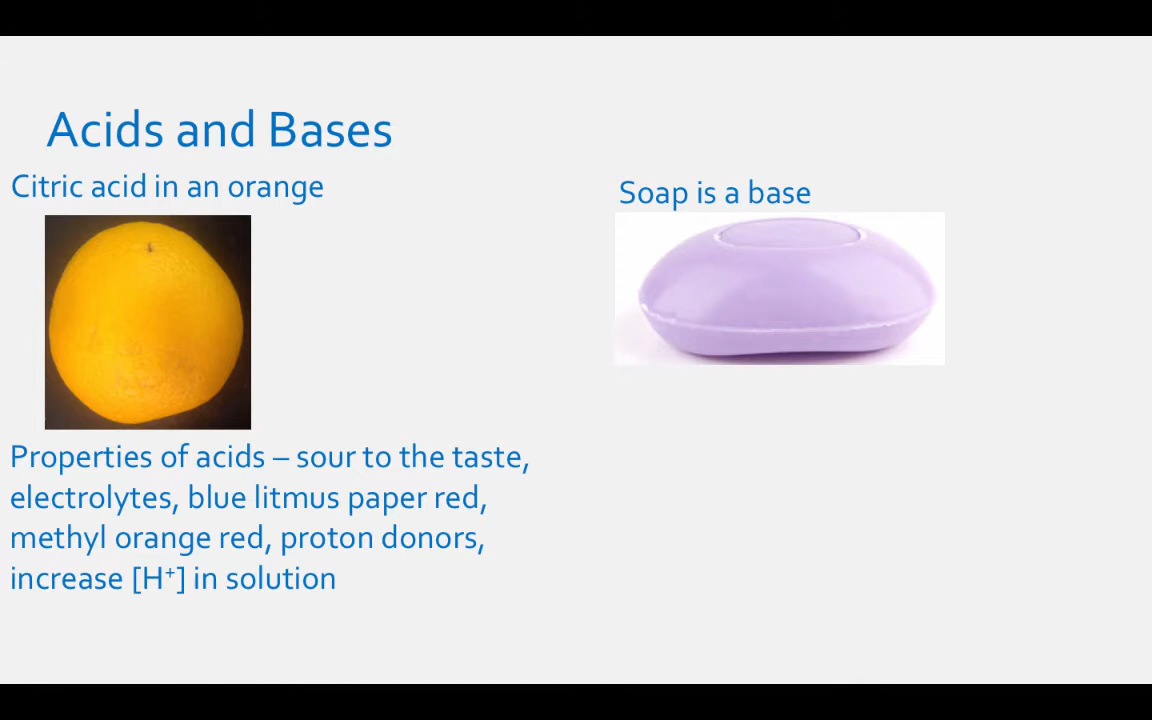 Acids and Bases
Citric acid in an orange
Soap is a base
Properties of acids – sour to the taste,
electrolytes, blue litmus paper red,
methyl orange red, proton donors,
increase [H⁺] in solution